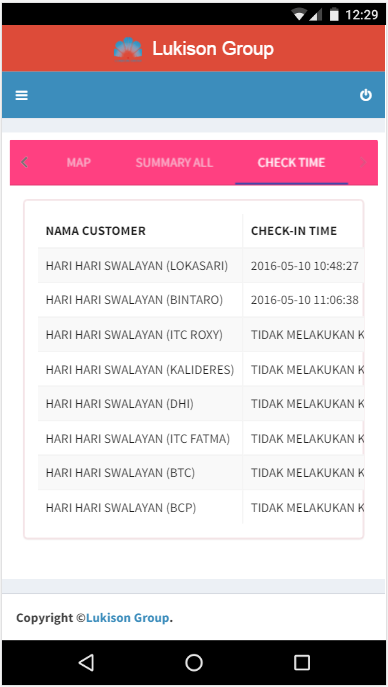 12:29
Lukison Group
MAP SUMMARY ALL CHECK TIME
NAMA CUSTOMER CHECK-IN TIME
HARI HARI SWALAYAN (LOKASARI) 2016-05-10 10:48:27
HARI HARI SWALAYAN (BINTARO) 2016-05-10 11:06:38
HARI HARI SWALAYAN (ITC ROXY) TIDAK MELAKUKAN K
HARI HARI SWALAYAN (KALIDERES) TIDAK MELAKUKAN K
HARI HARI SWALAYAN (DHI) TIDAK MELAKUKAN K
HARI HARI SWALAYAN (ITC FATMA) TIDAK MELAKUKAN K
HARI HARI SWALAYAN (BTC) TIDAK MELAKUKAN K
HARI HARI SWALAYAN (BCP) TIDAK MELAKUKAN K
Copyright ©Lukison Group.